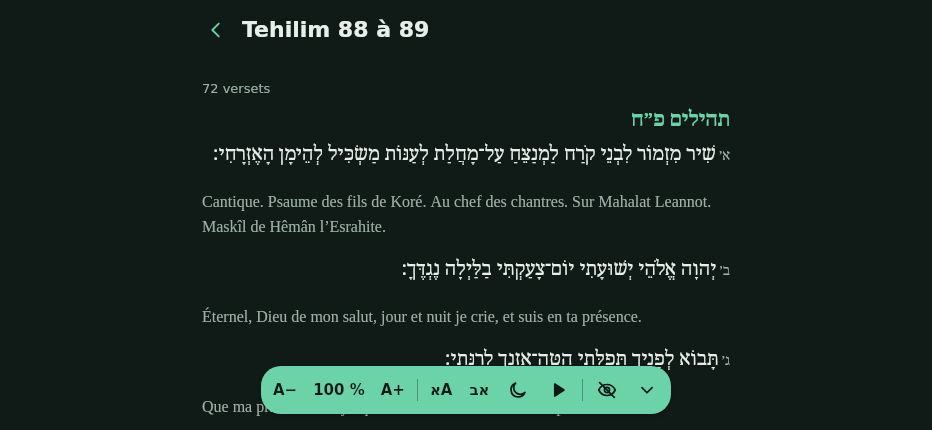 Tehilim 88 à 89
72 versets
תהילים פ״ח
א׳ שִׁיר מִזְמוֹר לִבְנֵי קֹרַח לַמְנַצֵּחַ עַל־מָחֲלַת לְעַנּוֹת מַשְׂכִּיל לְהֵימָן הָאֶזְרָחִי׃
Cantique. Psaume des fils de Koré. Au chef des chantres. Sur Mahalat Leannot.
Maskîl de Hêmân l’Esrahite.
ב׳ יְהוָה אֱלֹהֵי יְשׁוּעָתִי יוֹם־צָעַקְתִּי בַלַּיְלָה נֶגְדֶּךָ׃
Éternel, Dieu de mon salut, jour et nuit je crie, et suis en ta présence.
ג׳ תָּבוֹא לְפָנֶיךָ תְּפִלָּתִי הַטֵּה־אָזְנְךָ לְרִנָּתִי׃
A− 100 % A+ אA אב
Que ma